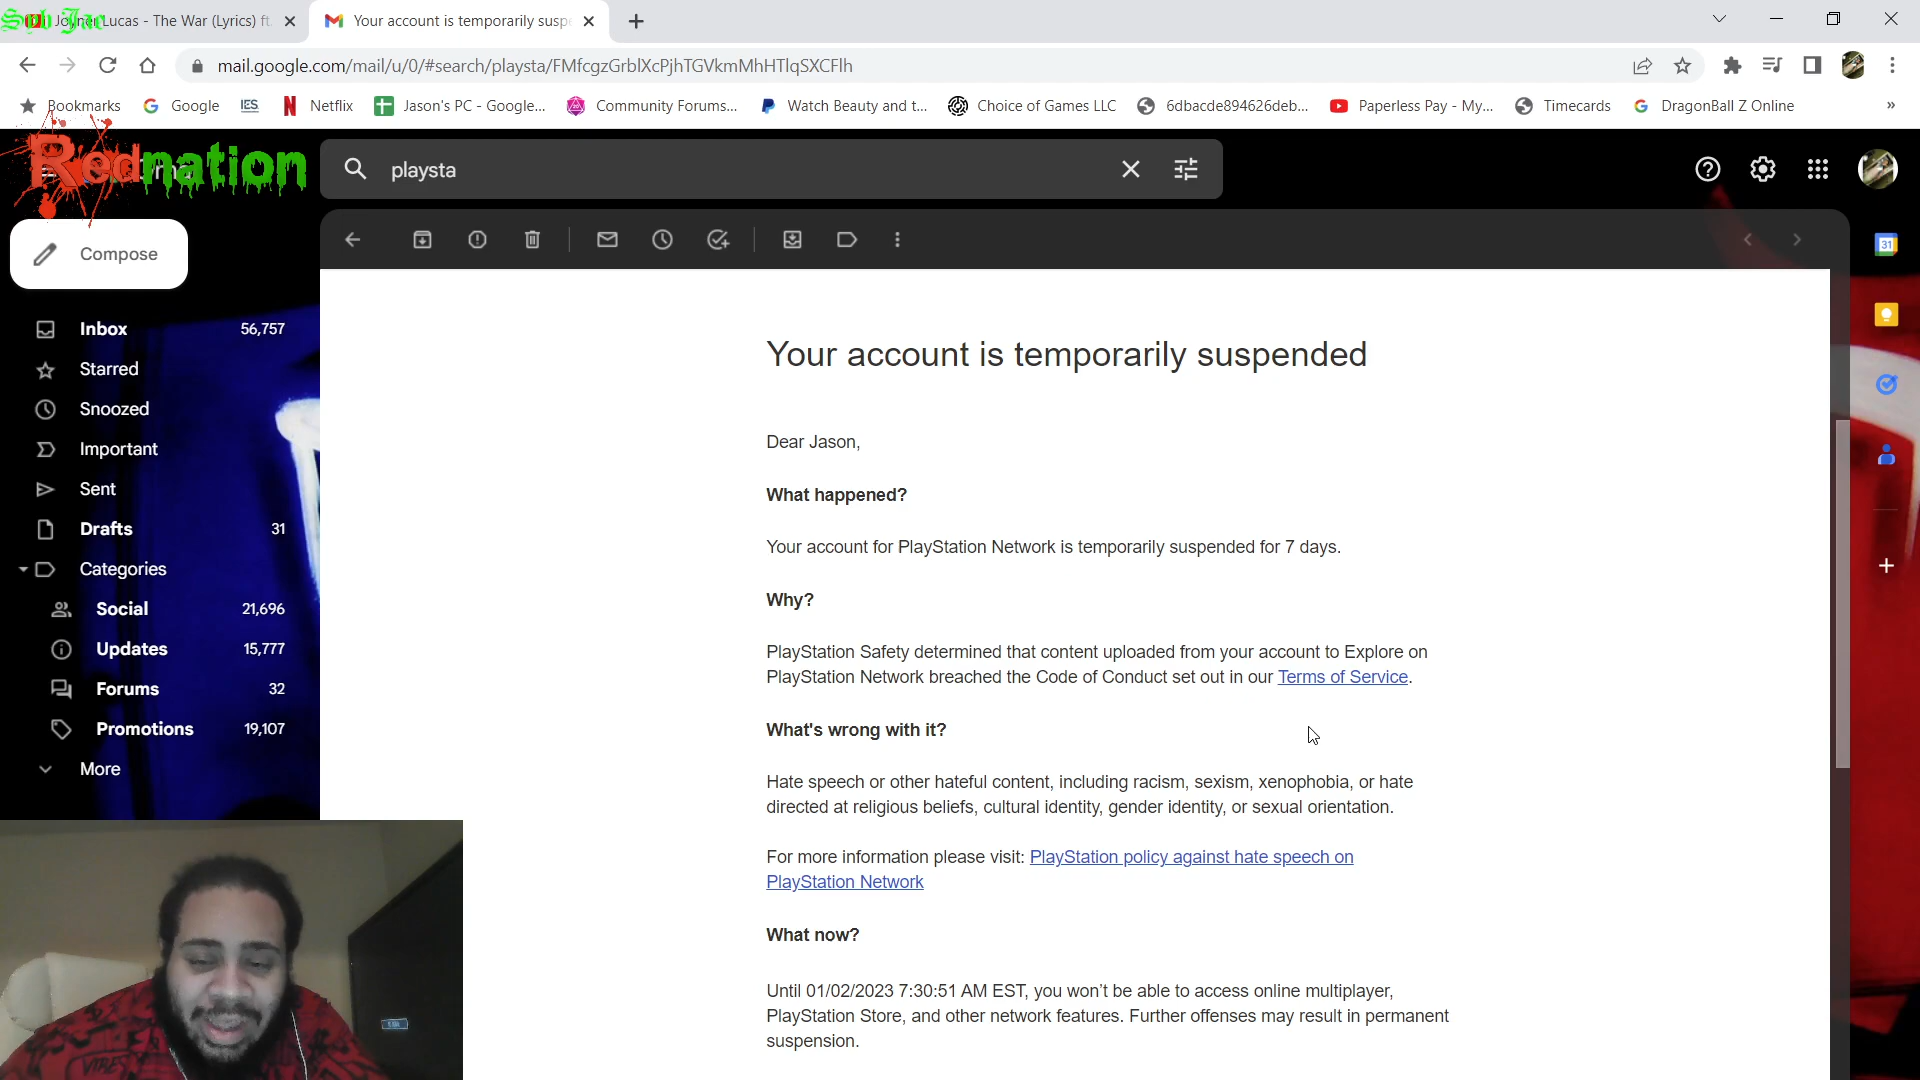 Sub Jac
Joyner Lucas - The War (Lyrics) ft.
Your account is temporarily suspe
mail.google.com/mail/u/0/#search/playsta/FMfcgzGrblXcPjhTGVkmMhHTlqSXCFlh
Bookmarks
Google
IES
Netflix
Jason's PC - Google...
Community Forums...
Watch Beauty and t...
Choice of Games LLC
6dbacde894626deb...
Paperless Pay - My...
Timecards
DragonBall Z Online
»
Rednation
playsta
Compose
Inbox 56,757
Starred
Snoozed
Important
Sent
Drafts 31
Categories
Social 21,696
Updates 15,777
Forums 32
Promotions 19,107
More
31
Your account is temporarily suspended
Dear Jason,
What happened?
Your account for PlayStation Network is temporarily suspended for 7 days.
Why?
PlayStation Safety determined that content uploaded from your account to Explore on
PlayStation Network breached the Code of Conduct set out in our Terms of Service.
What's wrong with it?
Hate speech or other hateful content, including racism, sexism, xenophobia, or hate
directed at religious beliefs, cultural identity, gender identity, or sexual orientation.
For more information please visit: PlayStation policy against hate speech on
PlayStation Network
What now?
Until 01/02/2023 7:30:51 AM EST, you won't be able to access online multiplayer,
PlayStation Store, and other network features. Further offenses may result in permanent
suspension.